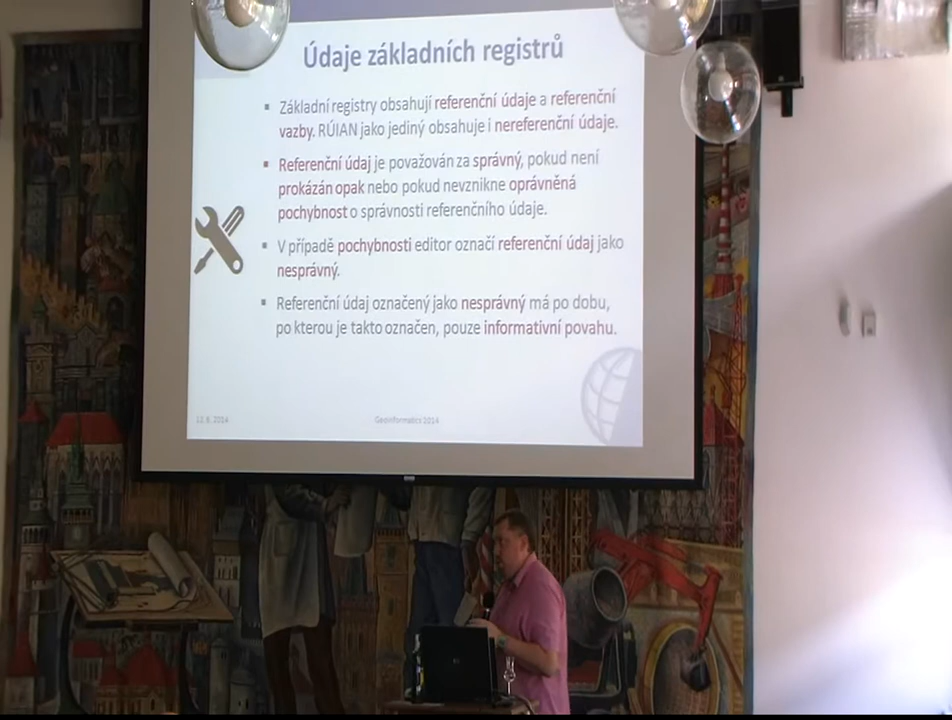 Údaje základních registrů
Základní registry obsahují referenční údaje a referenční
vazby. RÚIAN jako jediný obsahuje i nereferenční údaje.
Referenční údaj je považován za správný, pokud není
prokázán opak nebo pokud nevznikne oprávněná
pochybnost o správnosti referenčního údaje.
V případě pochybnosti editor označí referenční údaj jako
nesprávný.
Referenční údaj označený jako nesprávný má po dobu,
po kterou je takto označen, pouze informativní povahu.
Geoinformatics 2014